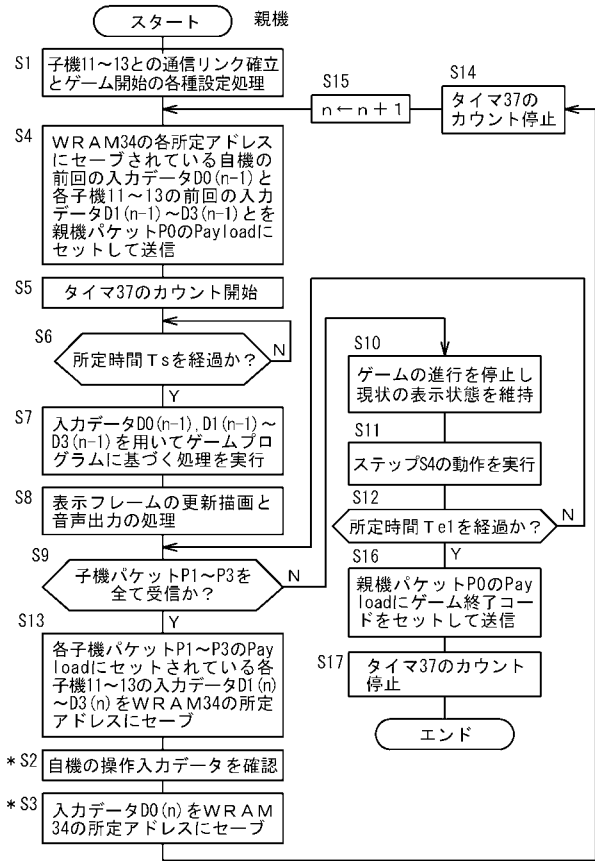 スタート
親機
S1
子機11～13との通信リンク確立
とゲーム開始の各種設定処理
S4
WRAM34の各所定アドレス
にセーブされている自機の
前回の入力データD0(n-1)と
各子機11～13の前回の入力
データD1(n-1)～D3(n-1)とを
親機パケットP0のPayloadに
セットして送信
S5
タイマ37のカウント開始
S6
所定時間Tsを経過か？
N
Y
S7
入力データD0(n-1),D1(n-1)～
D3(n-1)を用いてゲームプロ
グラムに基づく処理を実行
S8
表示フレームの更新描画と
音声出力の処理
S9
子機パケットP1～P3を
全て受信か？
N
Y
S13
各子機パケットP1～P3のPay
loadにセットされている各
子機11～13の入力データD1(n)
～D3(n)をWRAM34の所定
アドレスにセーブ
*S2
自機の操作入力データを確認
*S3
入力データD0(n)をWRAM
34の所定アドレスにセーブ
S14
タイマ37の
カウント停止
S15
n←n+1
S10
ゲームの進行を停止し
現状の表示状態を維持
S11
ステップS4の動作を実行
S12
所定時間Te1を経過か？
N
Y
S16
親機パケットP0のPay
loadにゲーム終了コー
ドをセットして送信
S17
タイマ37のカウント
停止
エンド